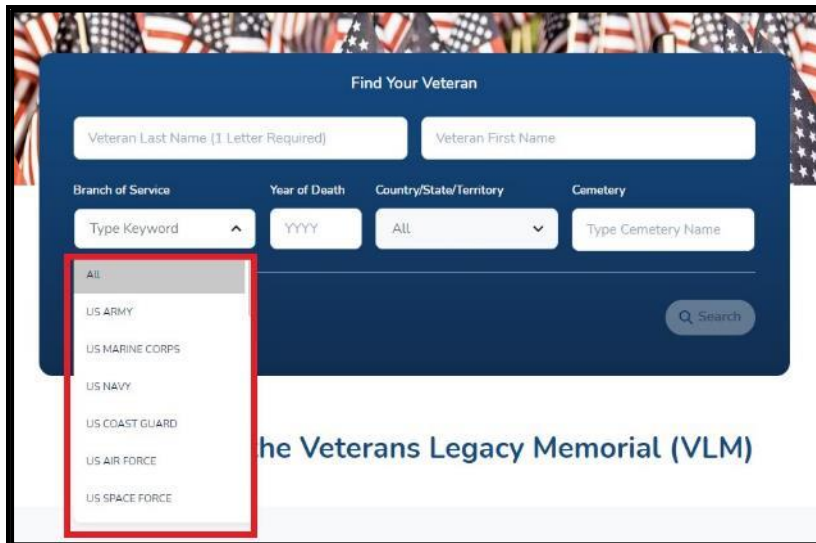 Find Your Veteran
Veteran Last Name (1 Letter Required) Veteran First Name
Branch of Service Year of Death Country/State/Territory Cemetery
Type Keyword YYYY All Type Cemetery Name
All
US ARMY
Search
US MARINE CORPS
US NAVY
US COAST GUARD
he Veterans Legacy Memorial (VLM)
US AIR FORCE
US SPACE FORCE